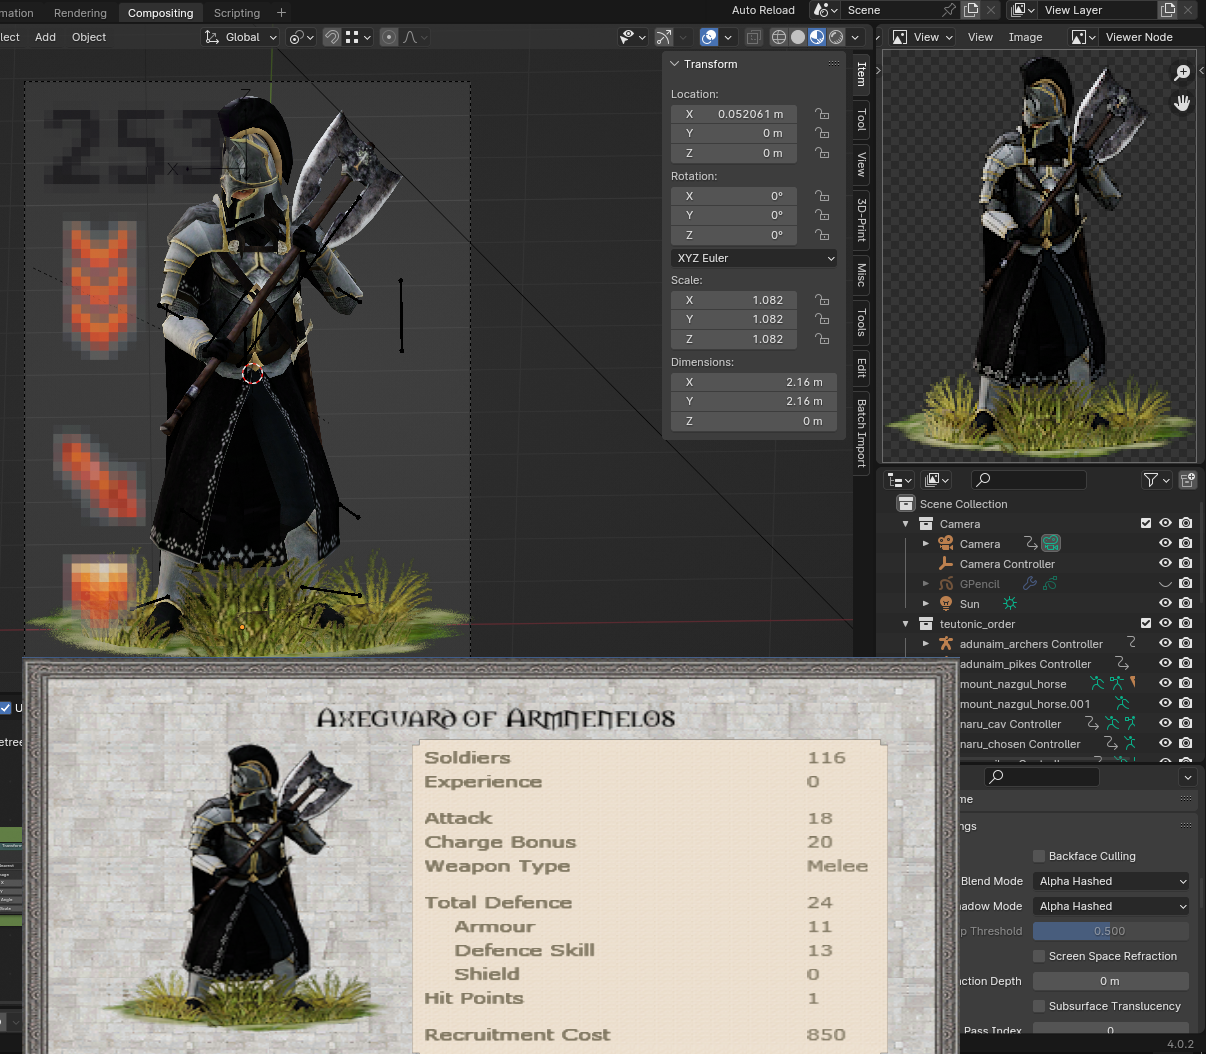 mation Rendering Compositing Scripting +
Auto Reload Scene View Layer
lect Add Object Global
View View Image Viewer Node
Transform
Item
Tool
View
3D-Print
Misc
Tools
Edit
Batch Import
Location:
X 0.052061 m
Y 0 m
Z 0 m
Rotation:
X 0°
Y 0°
Z 0°
XYZ Euler
Scale:
X 1.082
Y 1.082
Z 1.082
Dimensions:
X 2.16 m
Y 2.16 m
Z 0 m
253
Z
X
Scene Collection
Camera
Camera
Camera Controller
GPencil
Sun
teutonic_order
adunaim_archers Controller
adunaim_pikes Controller
mount_nazgul_horse
mount_nazgul_horse.001
naru_cav Controller
naru_chosen Controller
U
etree
me
ngs
Backface Culling
Blend Mode Alpha Hashed
adow Mode Alpha Hashed
p Threshold 0.500
Screen Space Refraction
ction Depth 0 m
Subsurface Translucency
Pass Index 0
4.0.2
Axeguard of Armenelos
Soldiers 116
Experience 0
Attack 18
Charge Bonus 20
Weapon Type Melee
Total Defence 24
Armour 11
Defence Skill 13
Shield 0
Hit Points 1
Recruitment Cost 850